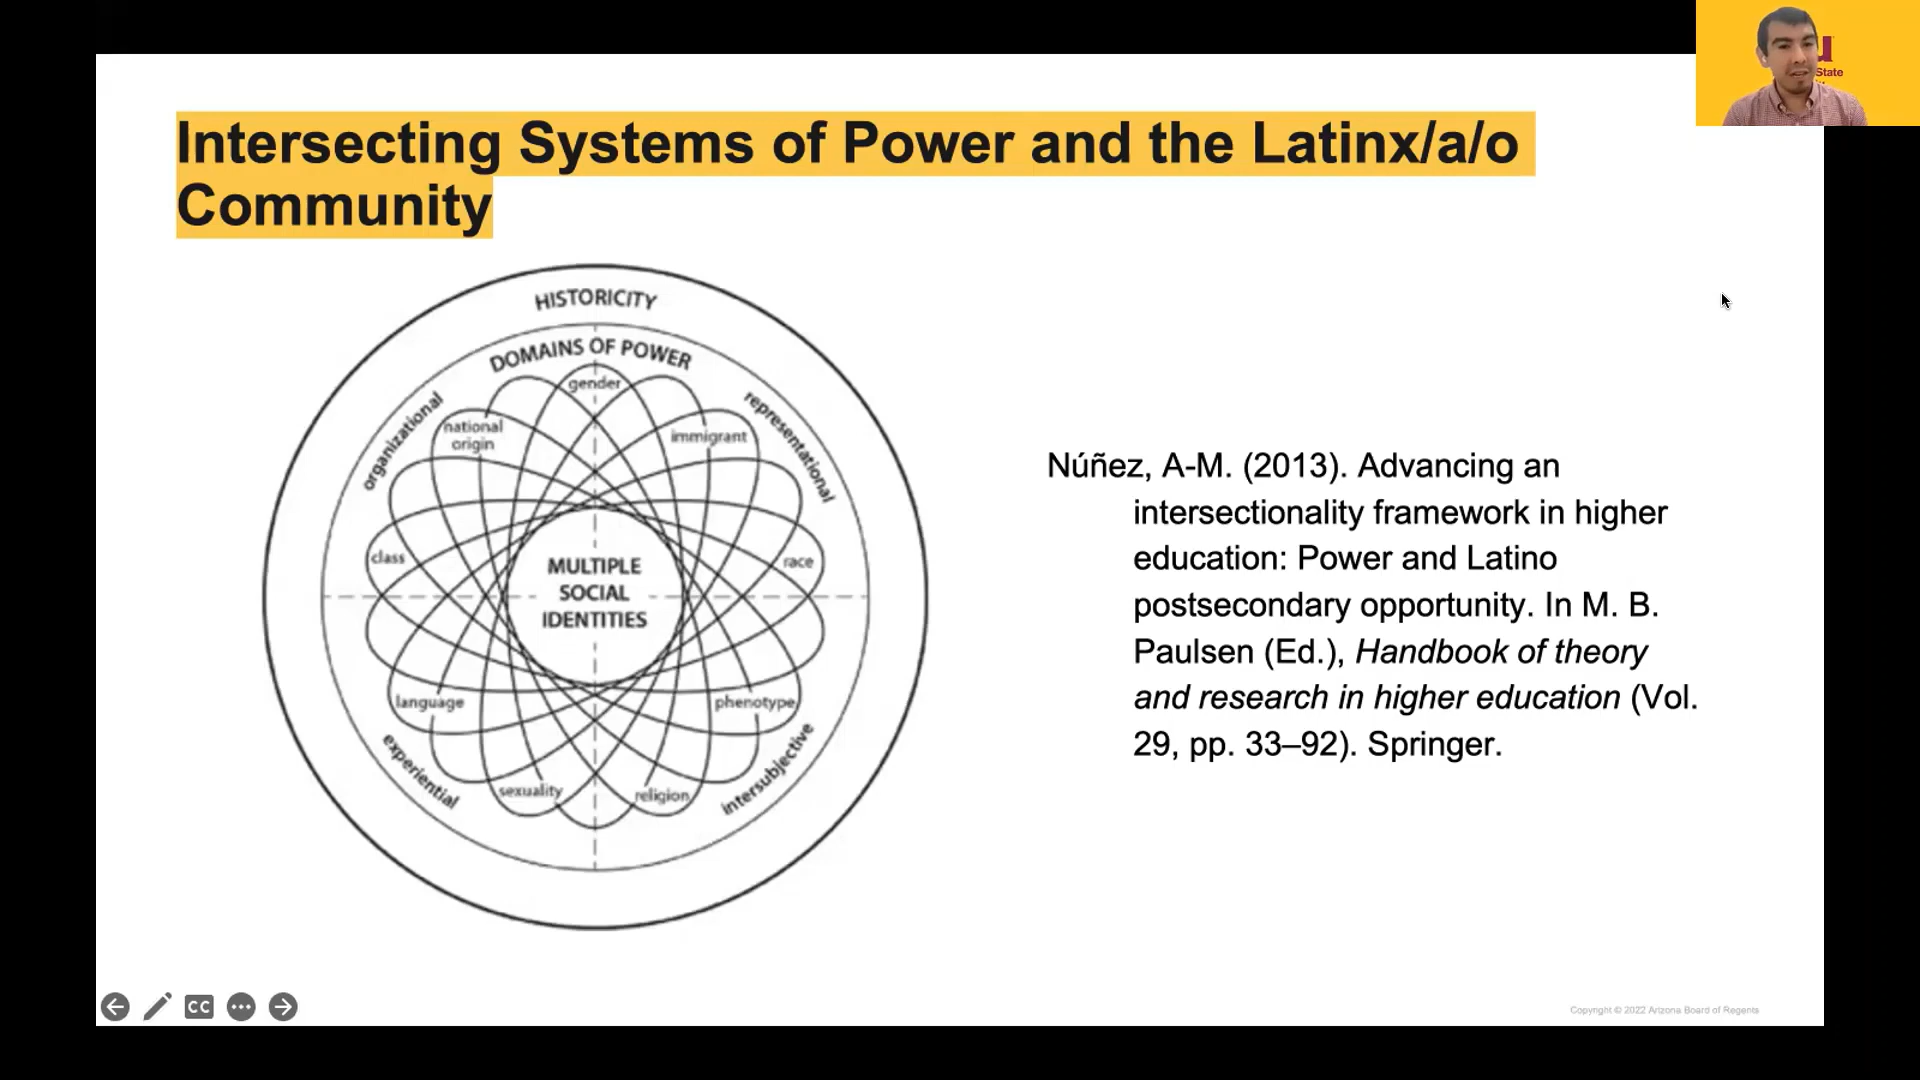 State
Intersecting Systems of Power and the Latinx/a/o
Community
HISTORICITY
DOMAINS OF POWER
organizational
representational
gender
national
origin
immigrant
class
race
MULTIPLE
SOCIAL
IDENTITIES
language
phenotype
experiential
intersubjective
sexuality
religion
Núñez, A-M. (2013). Advancing an
intersectionality framework in higher
education: Power and Latino
postsecondary opportunity. In M. B.
Paulsen (Ed.), Handbook of theory
and research in higher education (Vol.
29, pp. 33–92). Springer.
CC
Copyright © 2022 Arizona Board of Regents